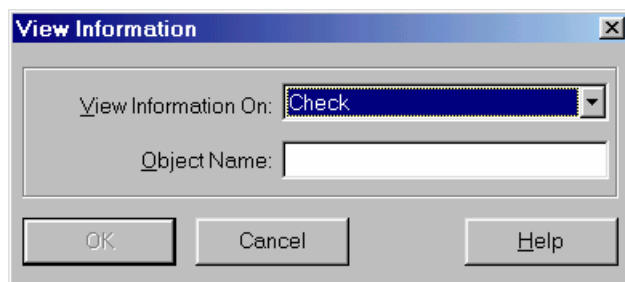 View Information
View Information On: Check
Object Name:
OK Cancel Help